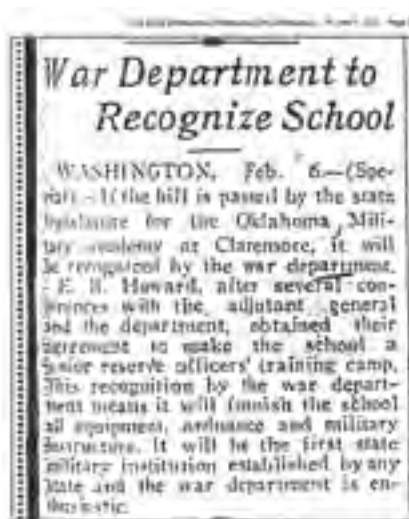 War Department to
Recognize School
WASHINGTON, Feb. 6.—(Spe-
If the bill is passed by the state
legislature for the Oklahoma Mili-
tary academy at Claremore, it will
be recognized by the war department.
E. B. Howard, after several con-
ferences with the adjutant general
and the department, obtained their
agreement to make the school a
junior reserve officers' training camp.
This recognition by the war depart-
ment means it will furnish the school
all equipment, ordnance and military
It will be the first state
military institution established by any
state and the war department is en-
thusiastic.